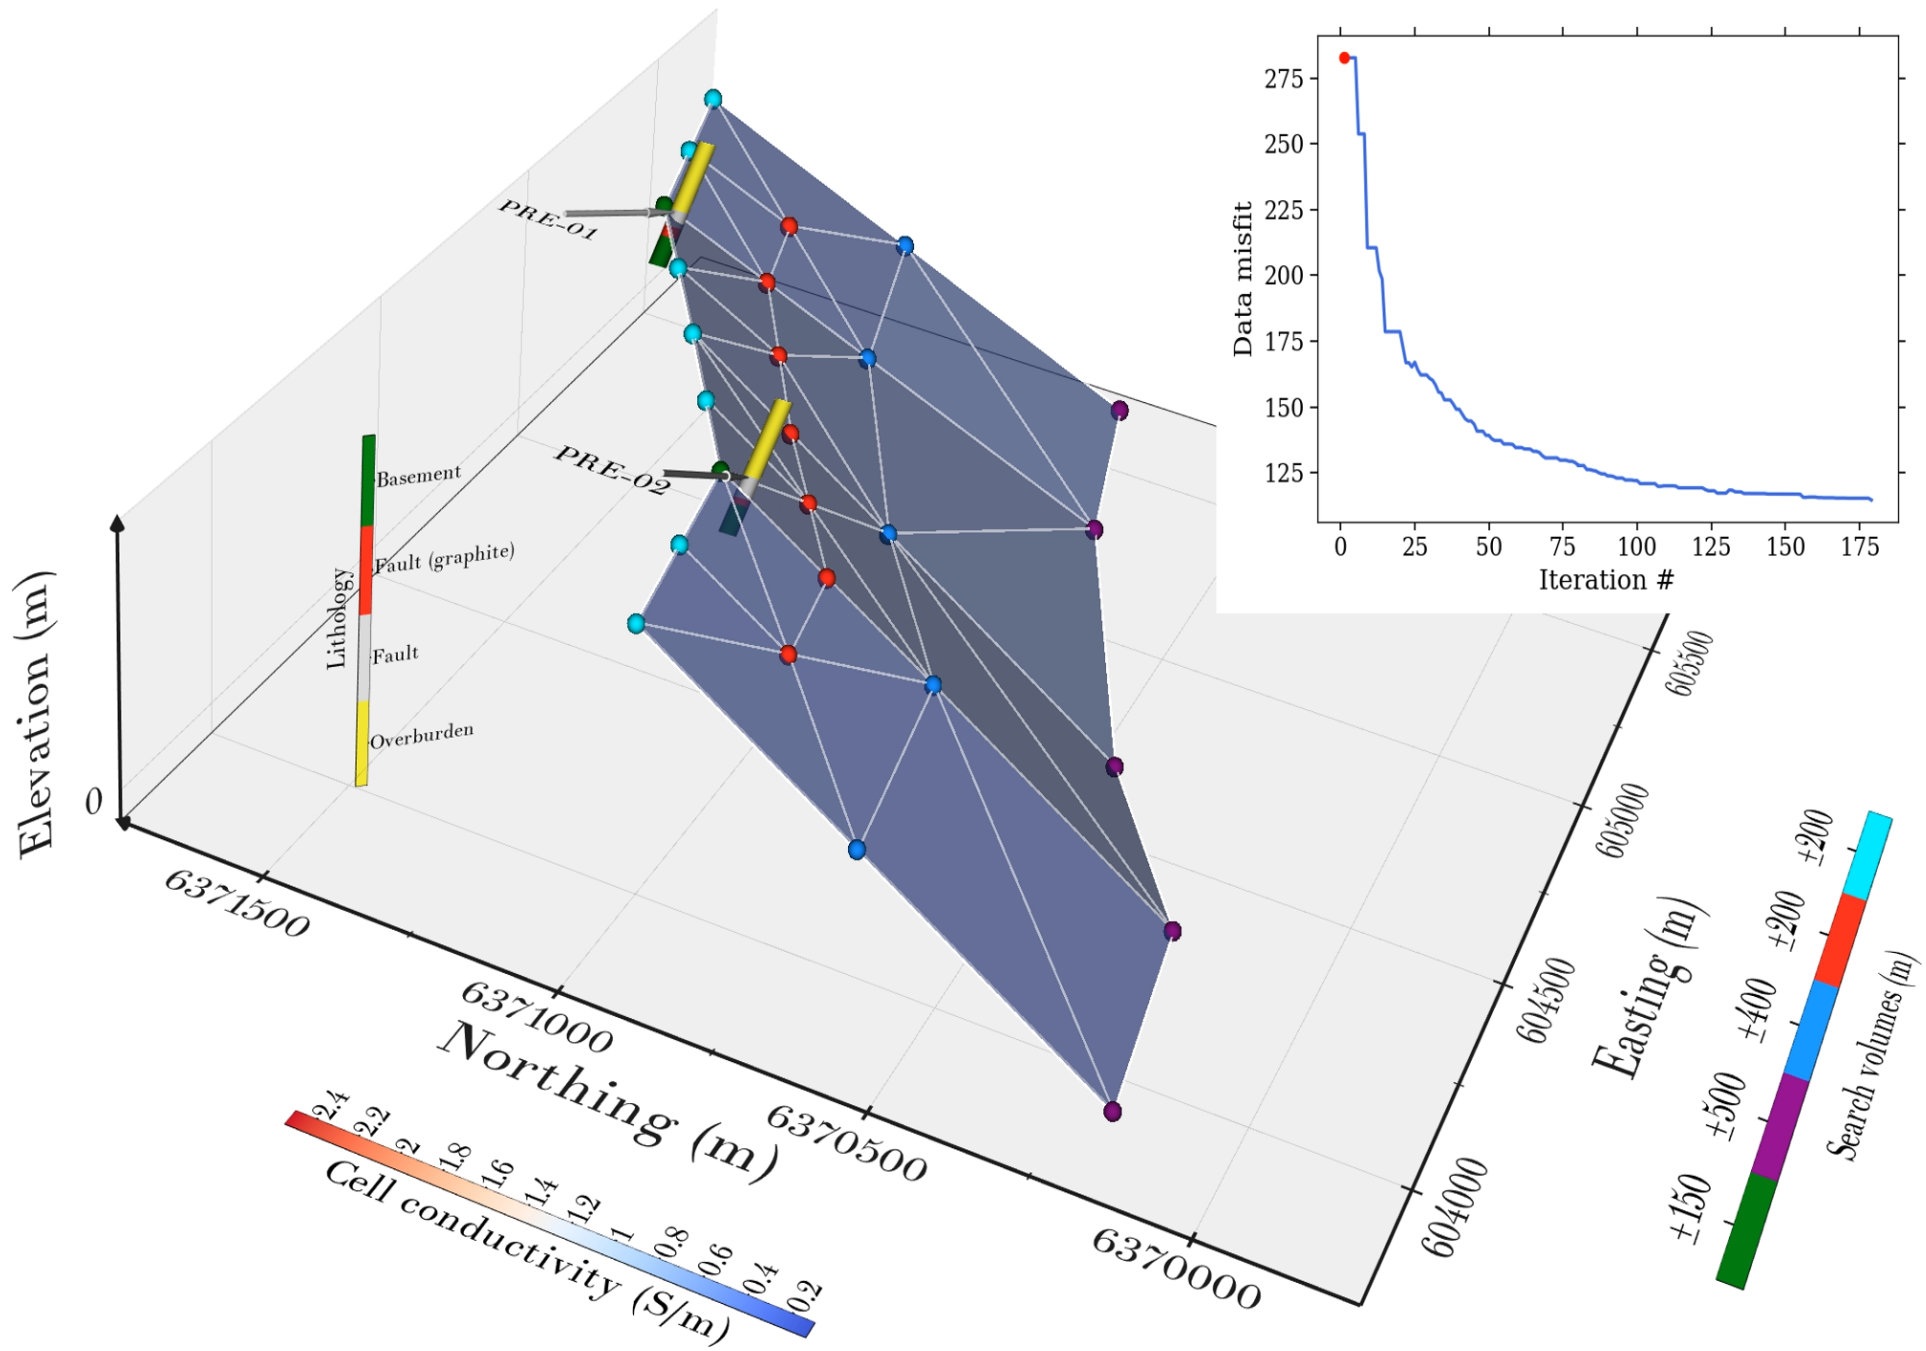 PRE-01
PRE-02
Lithology
Basement
Fault (graphite)
Fault
Overburden
Elevation (m)
0
6371500
6371000
6370500
6370000
Northing (m)
604000
604500
605000
605500
Easting (m)
2.4
2.2
2
1.8
1.6
1.4
1.2
1
0.8
0.6
0.4
0.2
Cell conductivity (S/m)
±200
±200
±400
±500
±150
Search volumes (m)
275
250
225
200
175
150
125
Data misfit
0 25 50 75 100 125 150 175
Iteration #